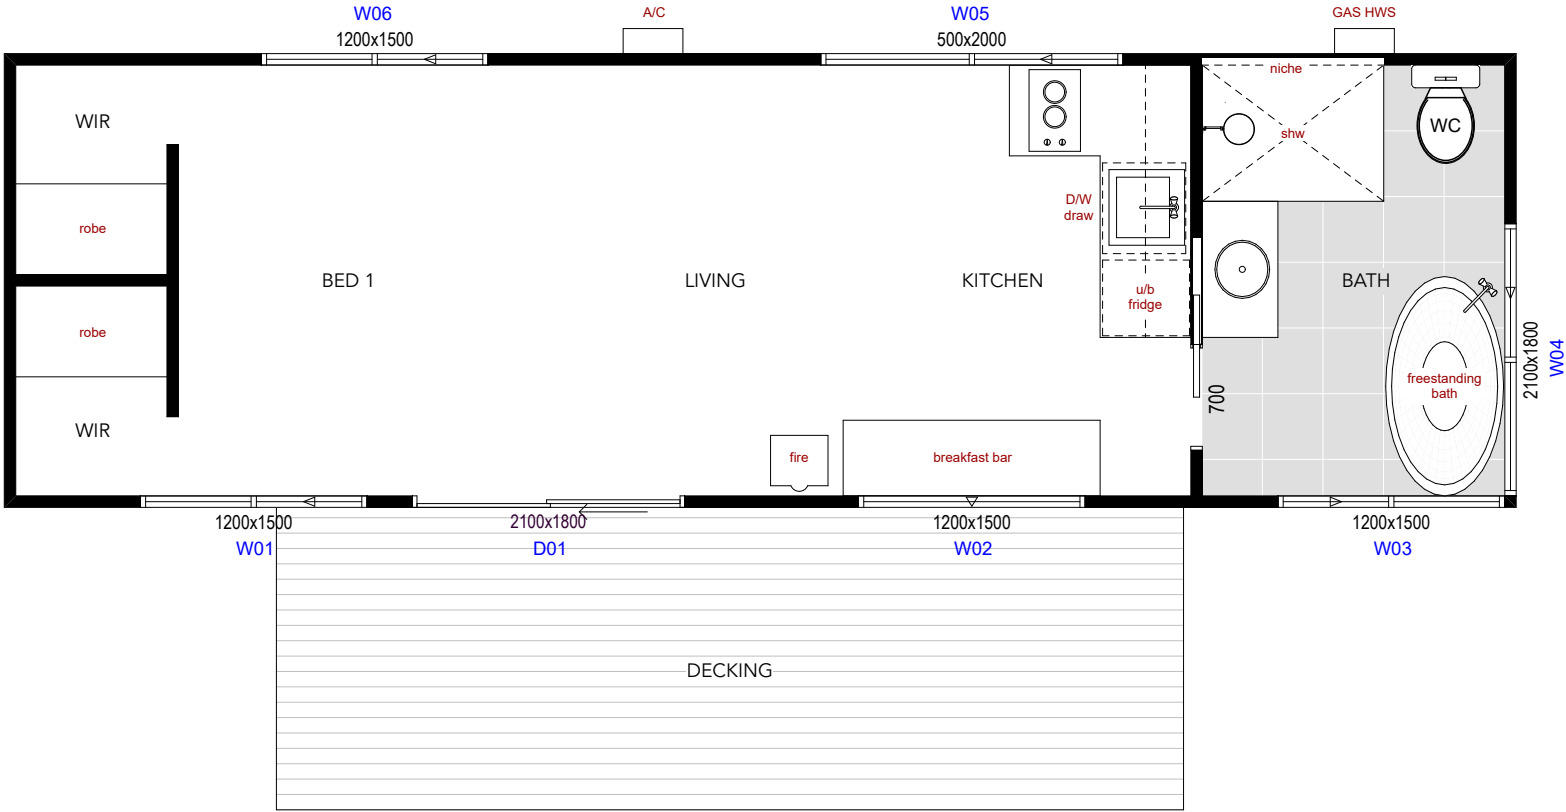 W06
A/C
W05
GAS HWS
1200x1500
500x2000
niche
WIR
shw
WC
robe
D/W
draw
BED 1
LIVING
KITCHEN
BATH
u/b
fridge
robe
2100x1800
W04
freestanding
bath
700
WIR
fire
breakfast bar
1200x1500
2100x1800
1200x1500
1200x1500
W01
D01
W02
W03
DECKING